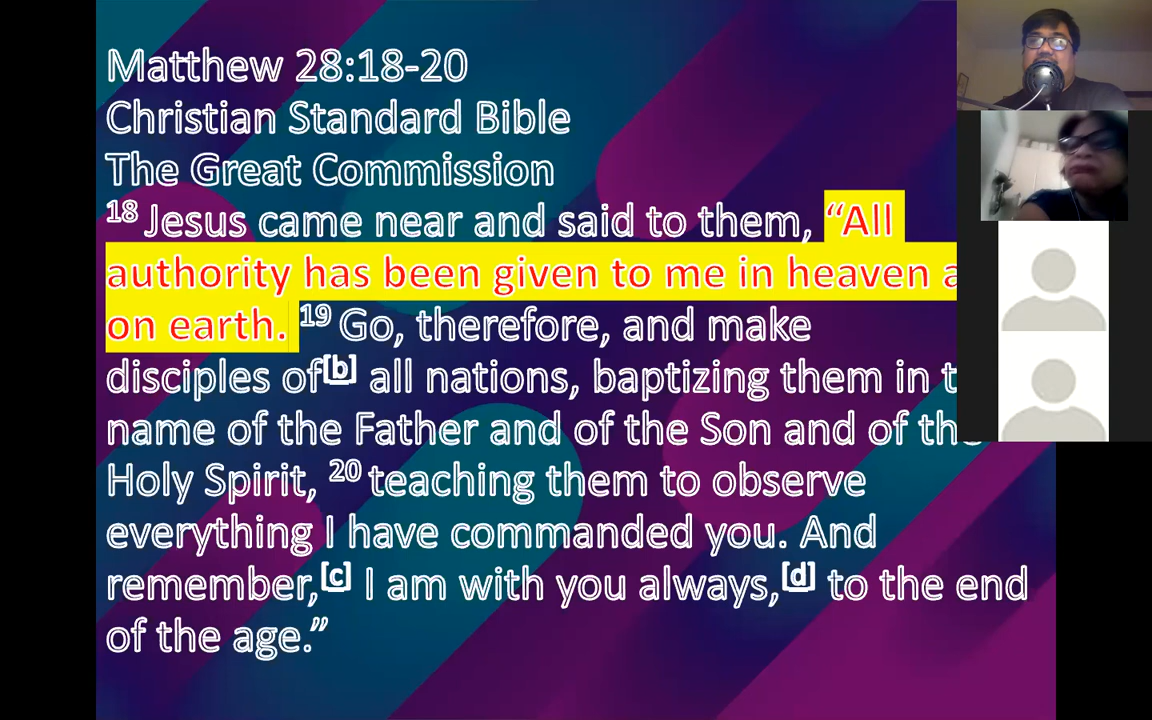 Matthew 28:18-20
Christian Standard Bible
The Great Commission
18 Jesus came near and said to them, “All
authority has been given to me in heaven
on earth. 19 Go, therefore, and make
disciples of[b] all nations, baptizing them in
name of the Father and of the Son and of the
Holy Spirit, 20 teaching them to observe
everything I have commanded you. And
remember,[c] I am with you always,[d] to the end
of the age.”